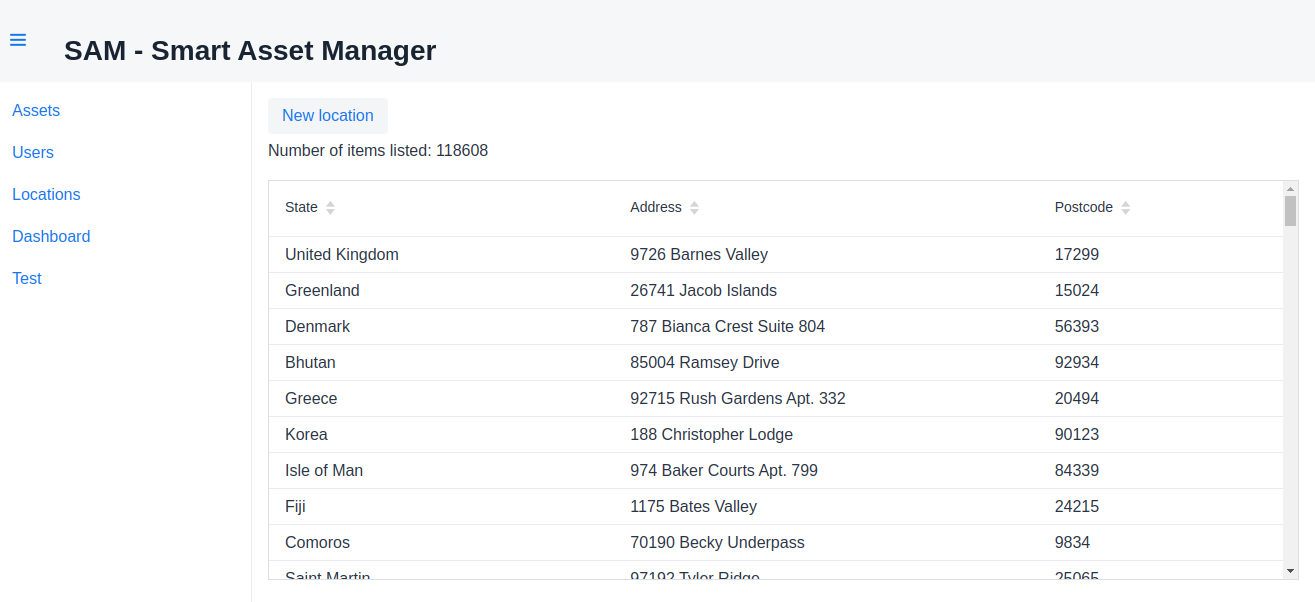 SAM - Smart Asset Manager
Assets
Users
Locations
Dashboard
Test
New location
Number of items listed: 118608
State Address Postcode
United Kingdom 9726 Barnes Valley 17299
Greenland 26741 Jacob Islands 15024
Denmark 787 Bianca Crest Suite 804 56393
Bhutan 85004 Ramsey Drive 92934
Greece 92715 Rush Gardens Apt. 332 20494
Korea 188 Christopher Lodge 90123
Isle of Man 974 Baker Courts Apt. 799 84339
Fiji 1175 Bates Valley 24215
Comoros 70190 Becky Underpass 9834
Saint Martin 97192 Tyler Ridge 25065